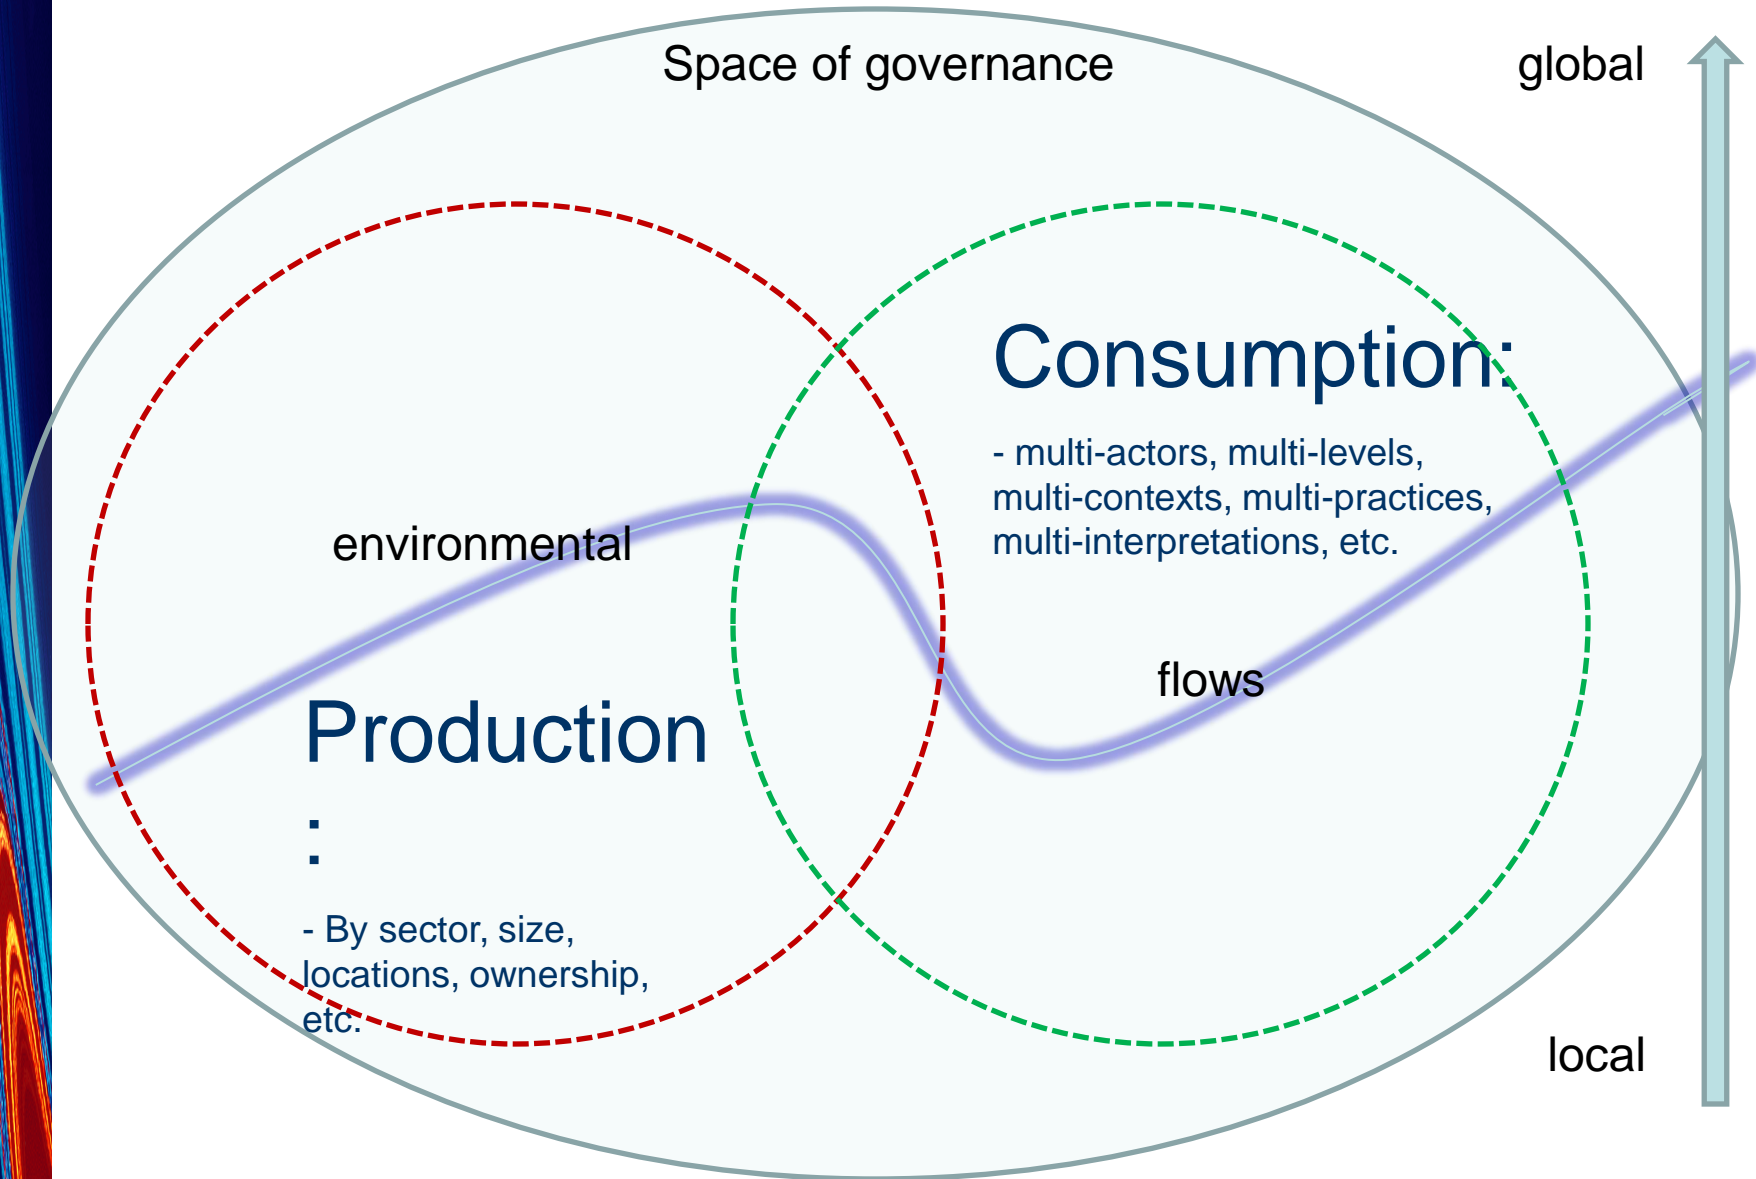 Space of governance
global
Consumption:
- multi-actors, multi-levels,
multi-contexts, multi-practices,
multi-interpretations, etc.
environmental
flows
Production
:
- By sector, size,
locations, ownership,
etc.
local